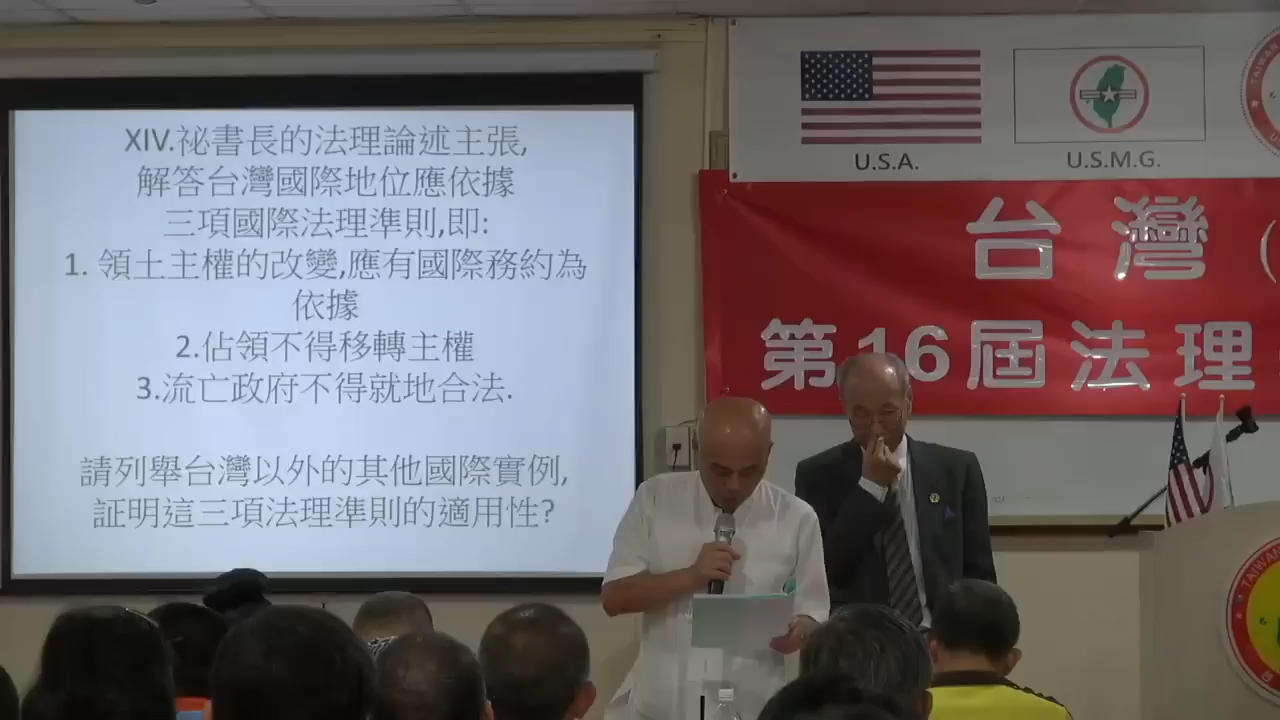 XIV.祕書長的法理論述主張,
解答台灣國際地位應依據
三項國際法理準則,即:
1. 領土主權的改變,應有國際務約為
依據
2.佔領不得移轉主權
3.流亡政府不得就地合法.
請列舉台灣以外的其他國際實例,
証明這三項法理準則的適用性?
U.S.A.
U.S.M.G.
台灣(
第16屆法理
TAIWAN
TAIWAN